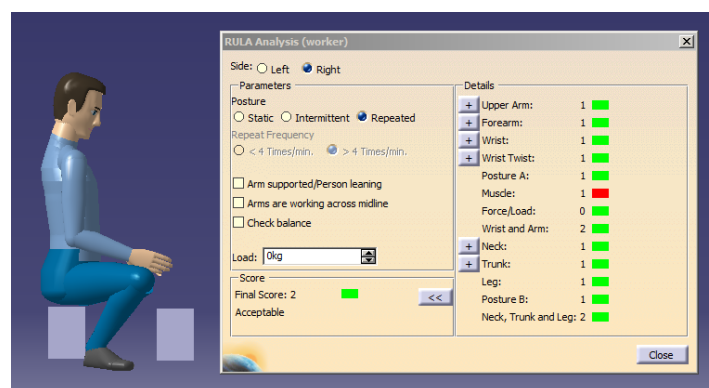 RULA Analysis (worker)
Side: Left Right
Parameters
Posture
Static Intermittent Repeated
Repeat Frequency
< 4 Times/min. > 4 Times/min.
Arm supported/Person leaning
Arms are working across midline
Check balance
Load: 0kg
Score
Final Score: 2 <<
Acceptable
Details
+ Upper Arm: 1
+ Forearm: 1
+ Wrist: 1
+ Wrist Twist: 1
Posture A: 1
Muscle: 1
Force/Load: 0
Wrist and Arm: 2
+ Neck: 1
+ Trunk: 1
Leg: 1
Posture B: 1
Neck, Trunk and Leg: 2
Close